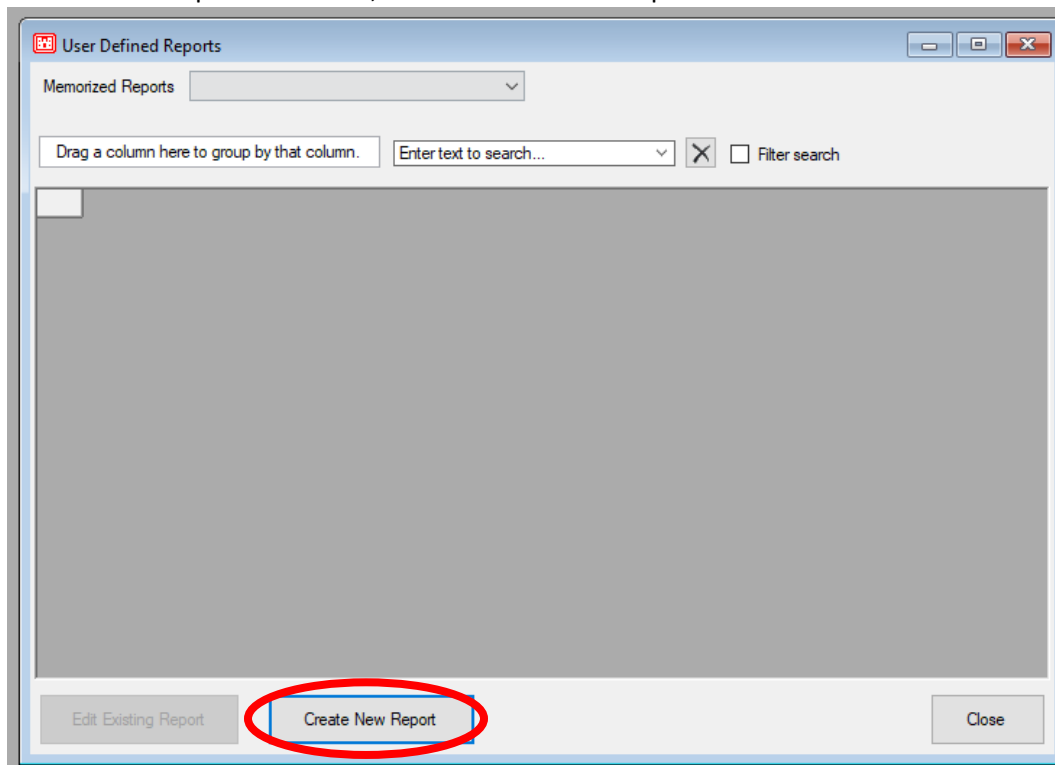 User Defined Reports
Memorized Reports
Drag a column here to group by that column. Enter text to search... Filter search
Edit Existing Report Create New Report Close